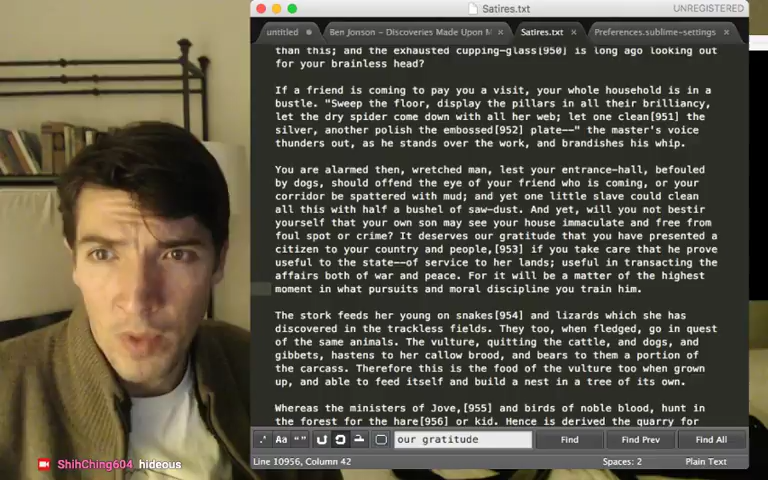 Satires.txt
UNREGISTERED
untitled
Ben Jonson – Discoveries Made Upon M
Satires.txt
Preferences.sublime-settings
than this; and the exhausted cupping-glass[950] is long ago looking out
for your brainless head?
If a friend is coming to pay you a visit, your whole household is in a
bustle. "Sweep the floor, display the pillars in all their brilliancy,
let the dry spider come down with all her web; let one clean[951] the
silver, another polish the embossed[952] plate--" the master's voice
thunders out, as he stands over the work, and brandishes his whip.
You are alarmed then, wretched man, lest your entrance-hall, befouled
by dogs, should offend the eye of your friend who is coming, or your
corridor be spattered with mud; and yet one little slave could clean
all this with half a bushel of saw-dust. And yet, will you not bestir
yourself that your own son may see your house immaculate and free from
foul spot or crime? It deserves our gratitude that you have presented a
citizen to your country and people,[953] if you take care that he prove
useful to the state--of service to her lands; useful in transacting the
affairs both of war and peace. For it will be a matter of the highest
moment in what pursuits and moral discipline you train him.
The stork feeds her young on snakes[954] and lizards which she has
discovered in the trackless fields. They too, when fledged, go in quest
of the same animals. The vulture, quitting the cattle, and dogs, and
gibbets, hastens to her callow brood, and bears to them a portion of
the carcass. Therefore this is the food of the vulture too when grown
up, and able to feed itself and build a nest in a tree of its own.
Whereas the ministers of Jove,[955] and birds of noble blood, hunt in
the forest for the hare[956] or kid. Hence is derived the quarry for
.* Aa “” our gratitude Find Find Prev Find All
Line 10956, Column 42
Spaces: 2
Plain Text
ShihChing604 hideous